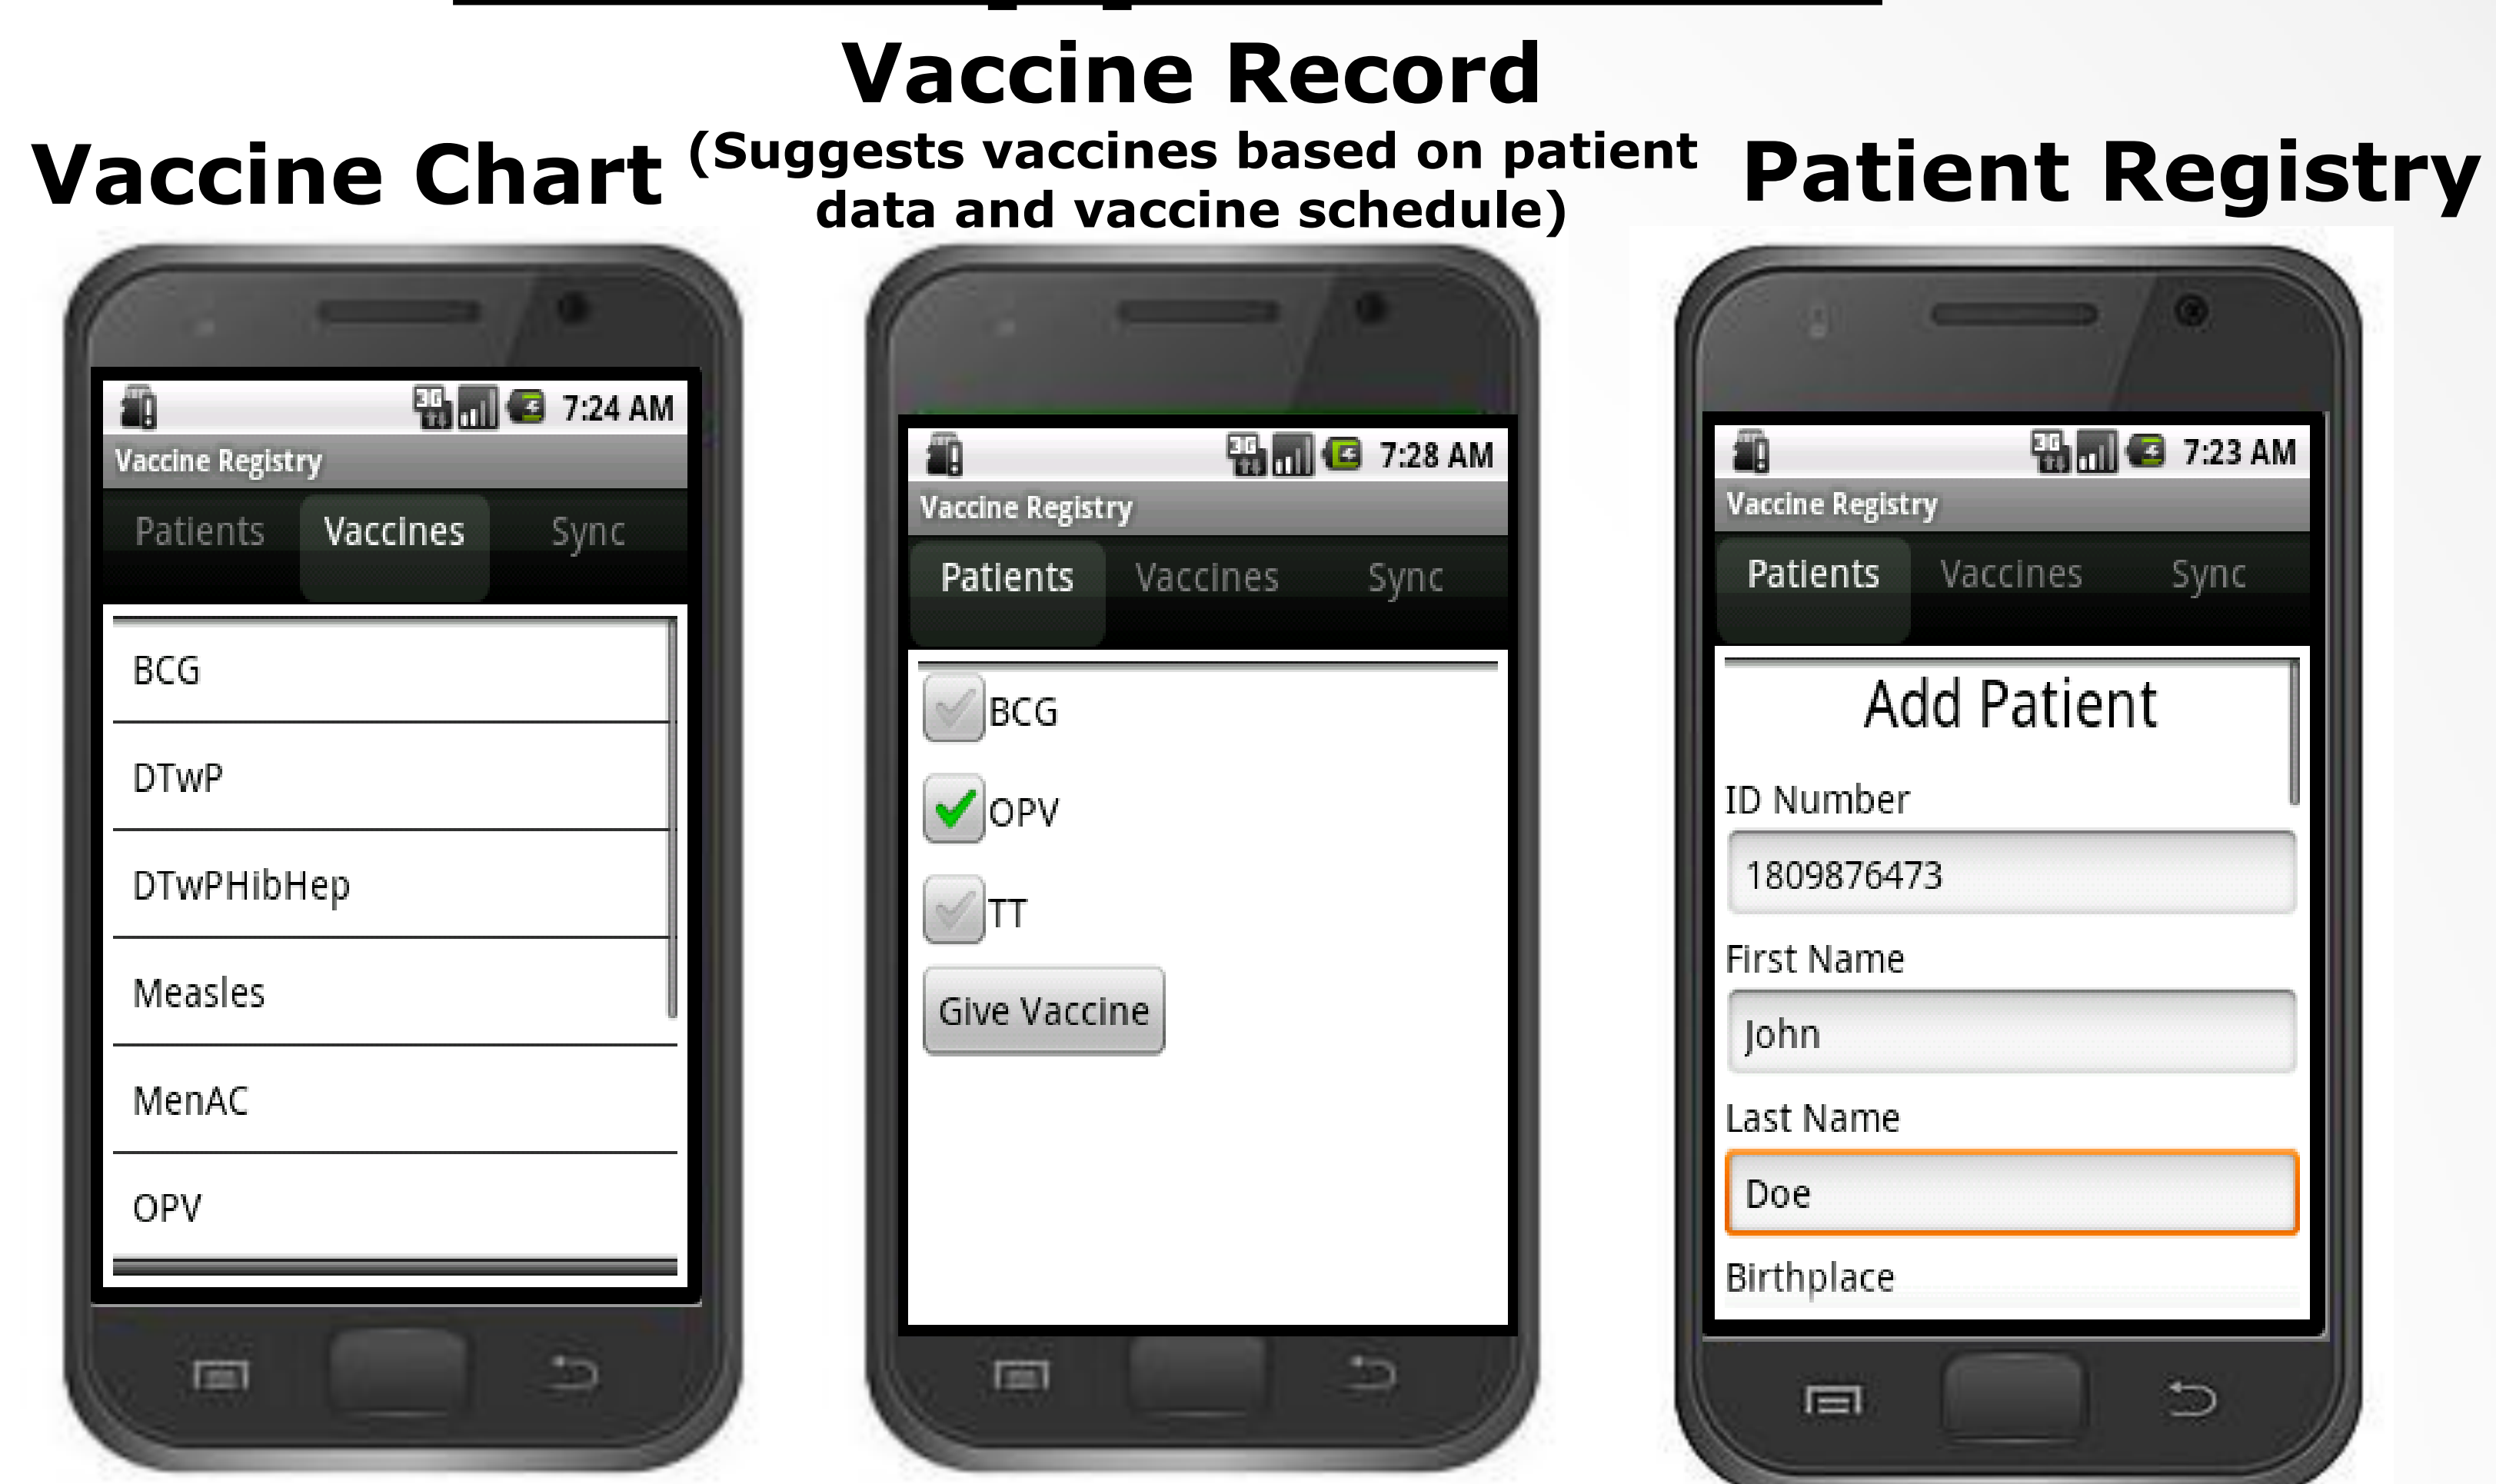 Vaccine Record
Vaccine Chart
(Suggests vaccines based on patient
data and vaccine schedule)
Patient Registry
3G
7:24 AM
Vaccine Registry
Patients Vaccines Sync
BCG
DTwP
DTwPHibHep
Measles
MenAC
OPV
3G
7:28 AM
Vaccine Registry
Patients Vaccines Sync
BCG
OPV
TT
Give Vaccine
3G
7:23 AM
Vaccine Registry
Patients Vaccines Sync
Add Patient
ID Number
1809876473
First Name
John
Last Name
Doe
Birthplace